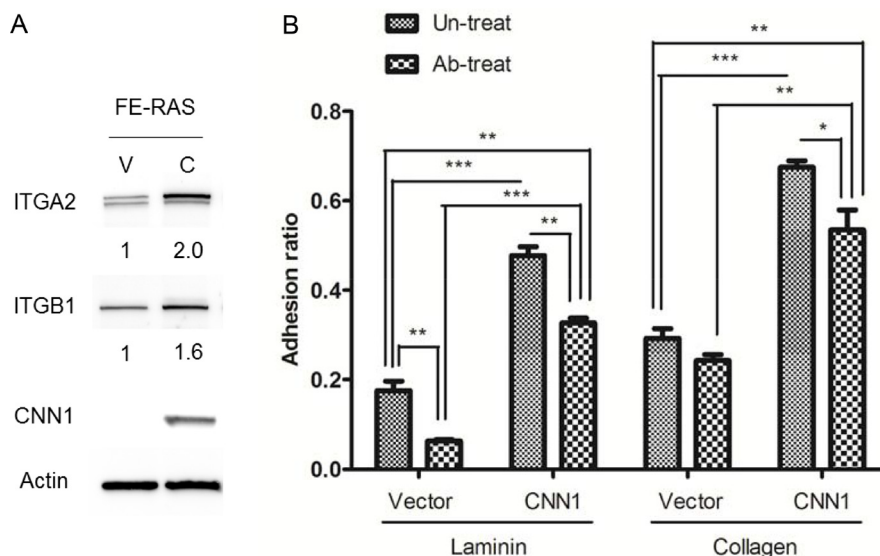 A
FE-RAS
V C
ITGA2
1 2.0
ITGB1
1 1.6
CNN1
Actin
B
Un-treat
Ab-treat
**
***
**
*
**
***
***
**
**
Adhesion ratio
0.8
0.6
0.4
0.2
0.0
Vector CNN1 Vector CNN1
Laminin Collagen